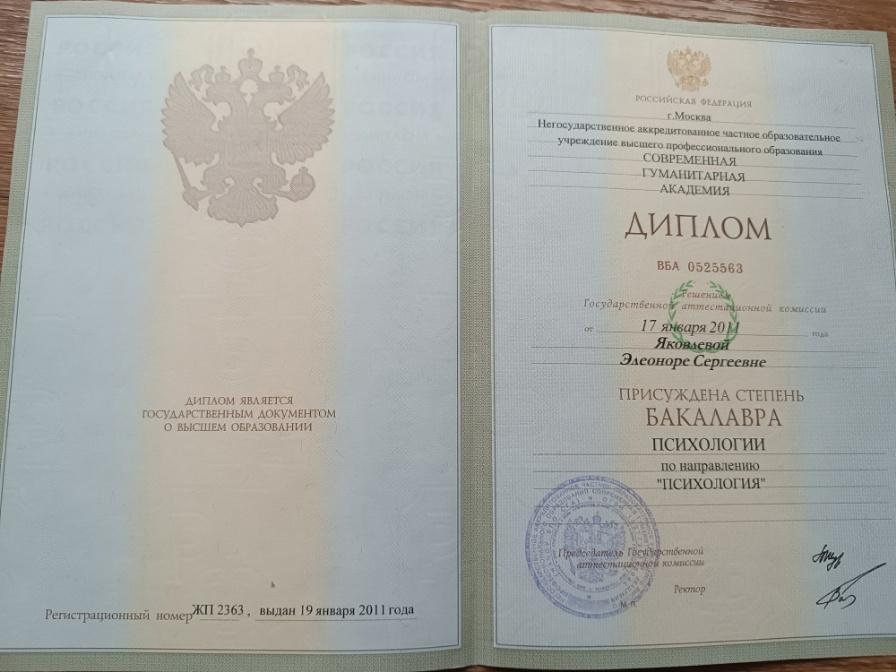 ДИПЛОМ ЯВЛЯЕТСЯ
ГОСУДАРСТВЕННЫМ ДОКУМЕНТОМ
О ВЫСШЕМ ОБРАЗОВАНИИ
Регистрационный номер ЖП 2363 , выдан 19 января 2011 года
РОССИЙСКАЯ ФЕДЕРАЦИЯ
г.Москва
Негосударственное аккредитованное частное образовательное
учреждение высшего профессионального образования
СОВРЕМЕННАЯ
ГУМАНИТАРНАЯ
АКАДЕМИЯ
ДИПЛОМ
ВБА 0525563
Решением
Государственной аттестационной комиссии
от 17 января 2011 года
Яковлевой
Элеоноре Сергеевне
ПРИСУЖДЕНА СТЕПЕНЬ
БАКАЛАВРА
ПСИХОЛОГИИ
по направлению
"ПСИХОЛОГИЯ"
Председатель Государственной
аттестационной комиссии
Ректор
М.П.